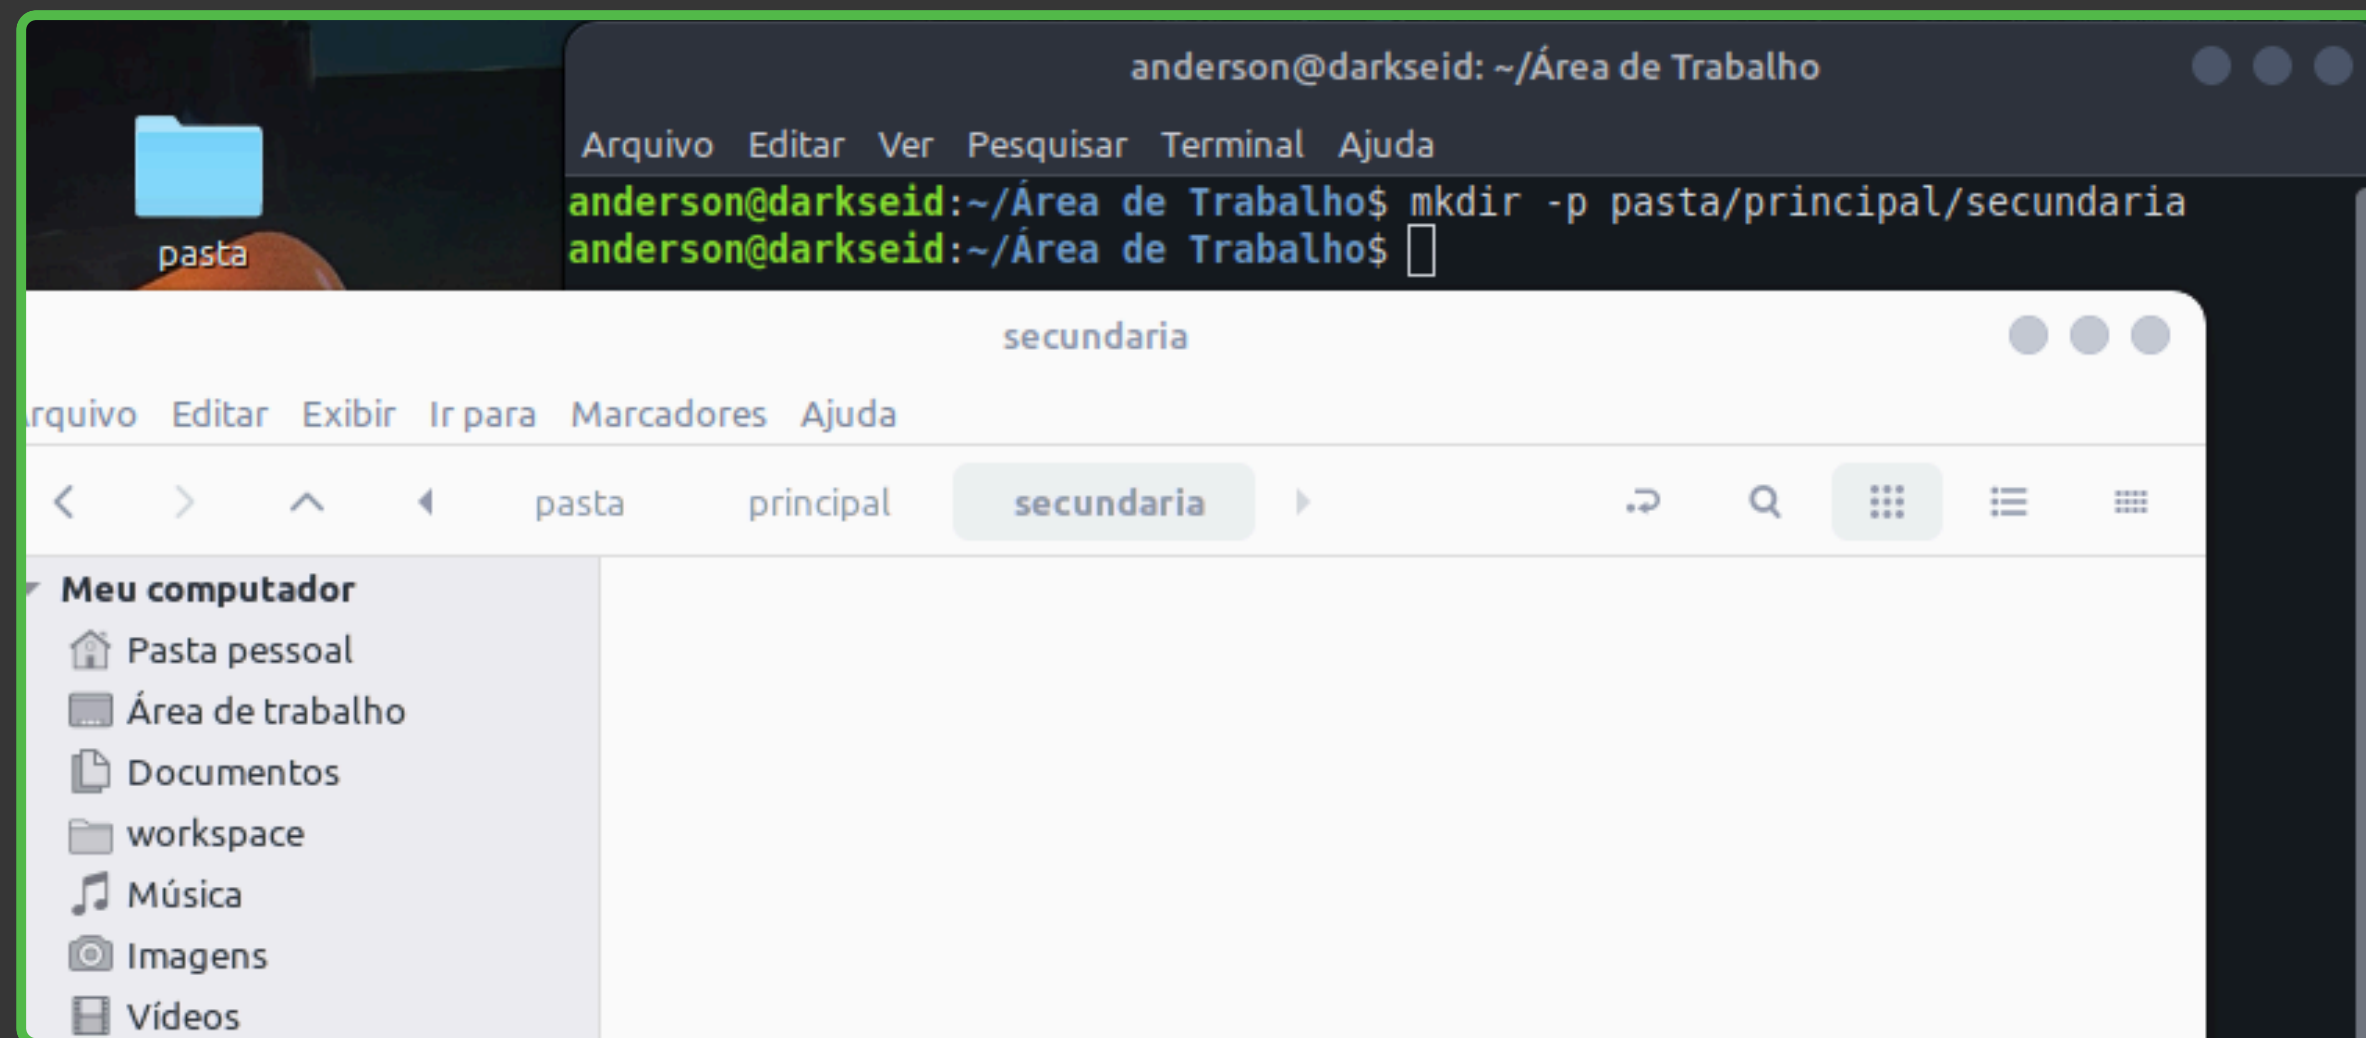 anderson@darkseid: ~/Área de Trabalho
Arquivo Editar Ver Pesquisar Terminal Ajuda
anderson@darkseid:~/Área de Trabalho$ mkdir -p pasta/principal/secundaria
anderson@darkseid:~/Área de Trabalho$
pasta
secundaria
rquivo Editar Exibir Ir para Marcadores Ajuda
pasta principal secundaria
Meu computador
Pasta pessoal
Área de trabalho
Documentos
workspace
Música
Imagens
Vídeos